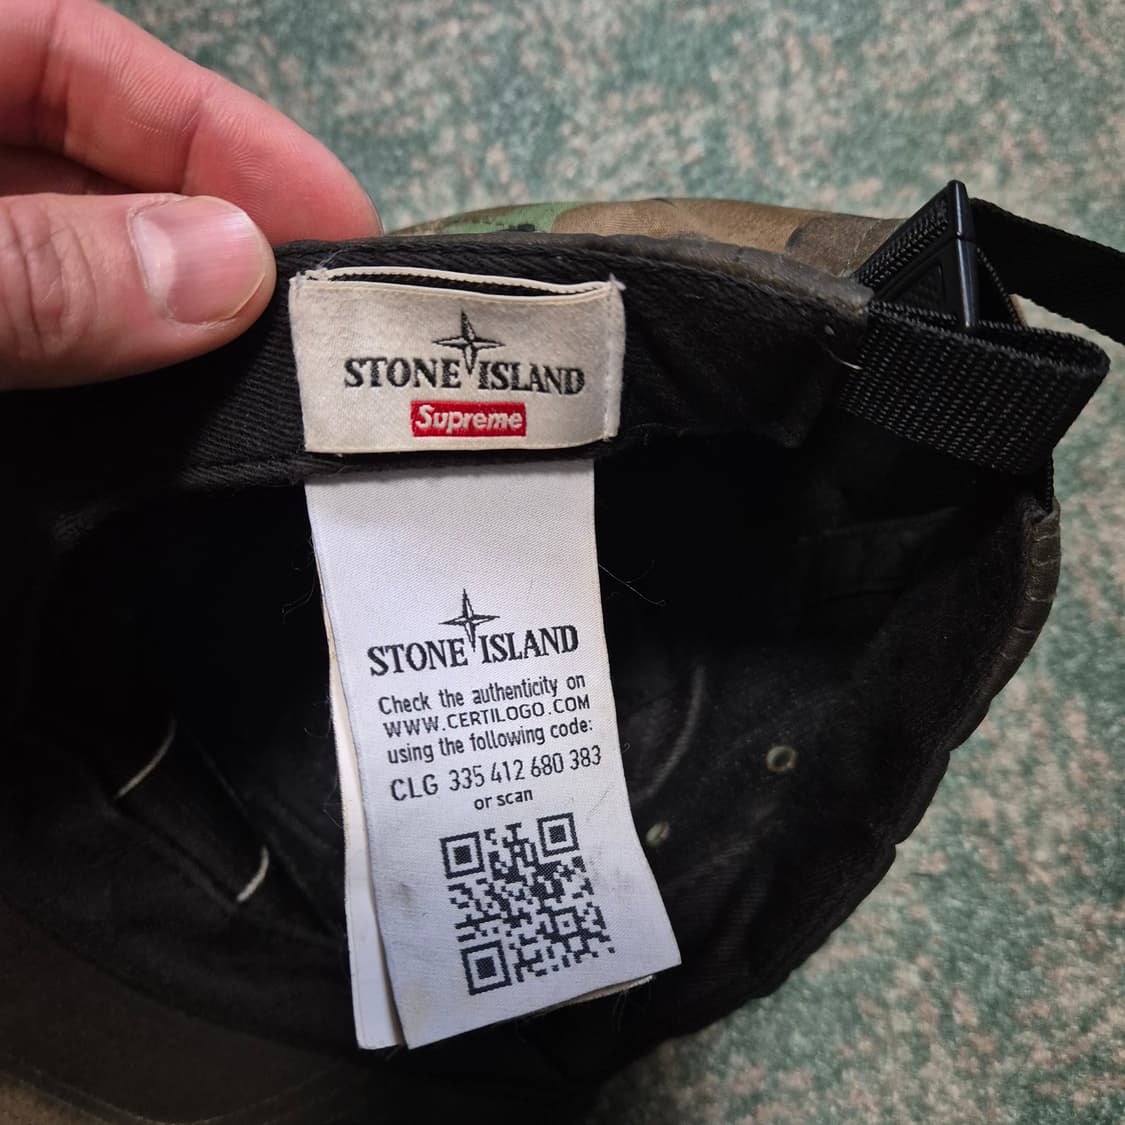 STONE ISLAND
Supreme
STONE ISLAND
Check the authenticity on
WWW.CERTILOGO.COM
using the following code:
CLG 335 412 680 383
or scan